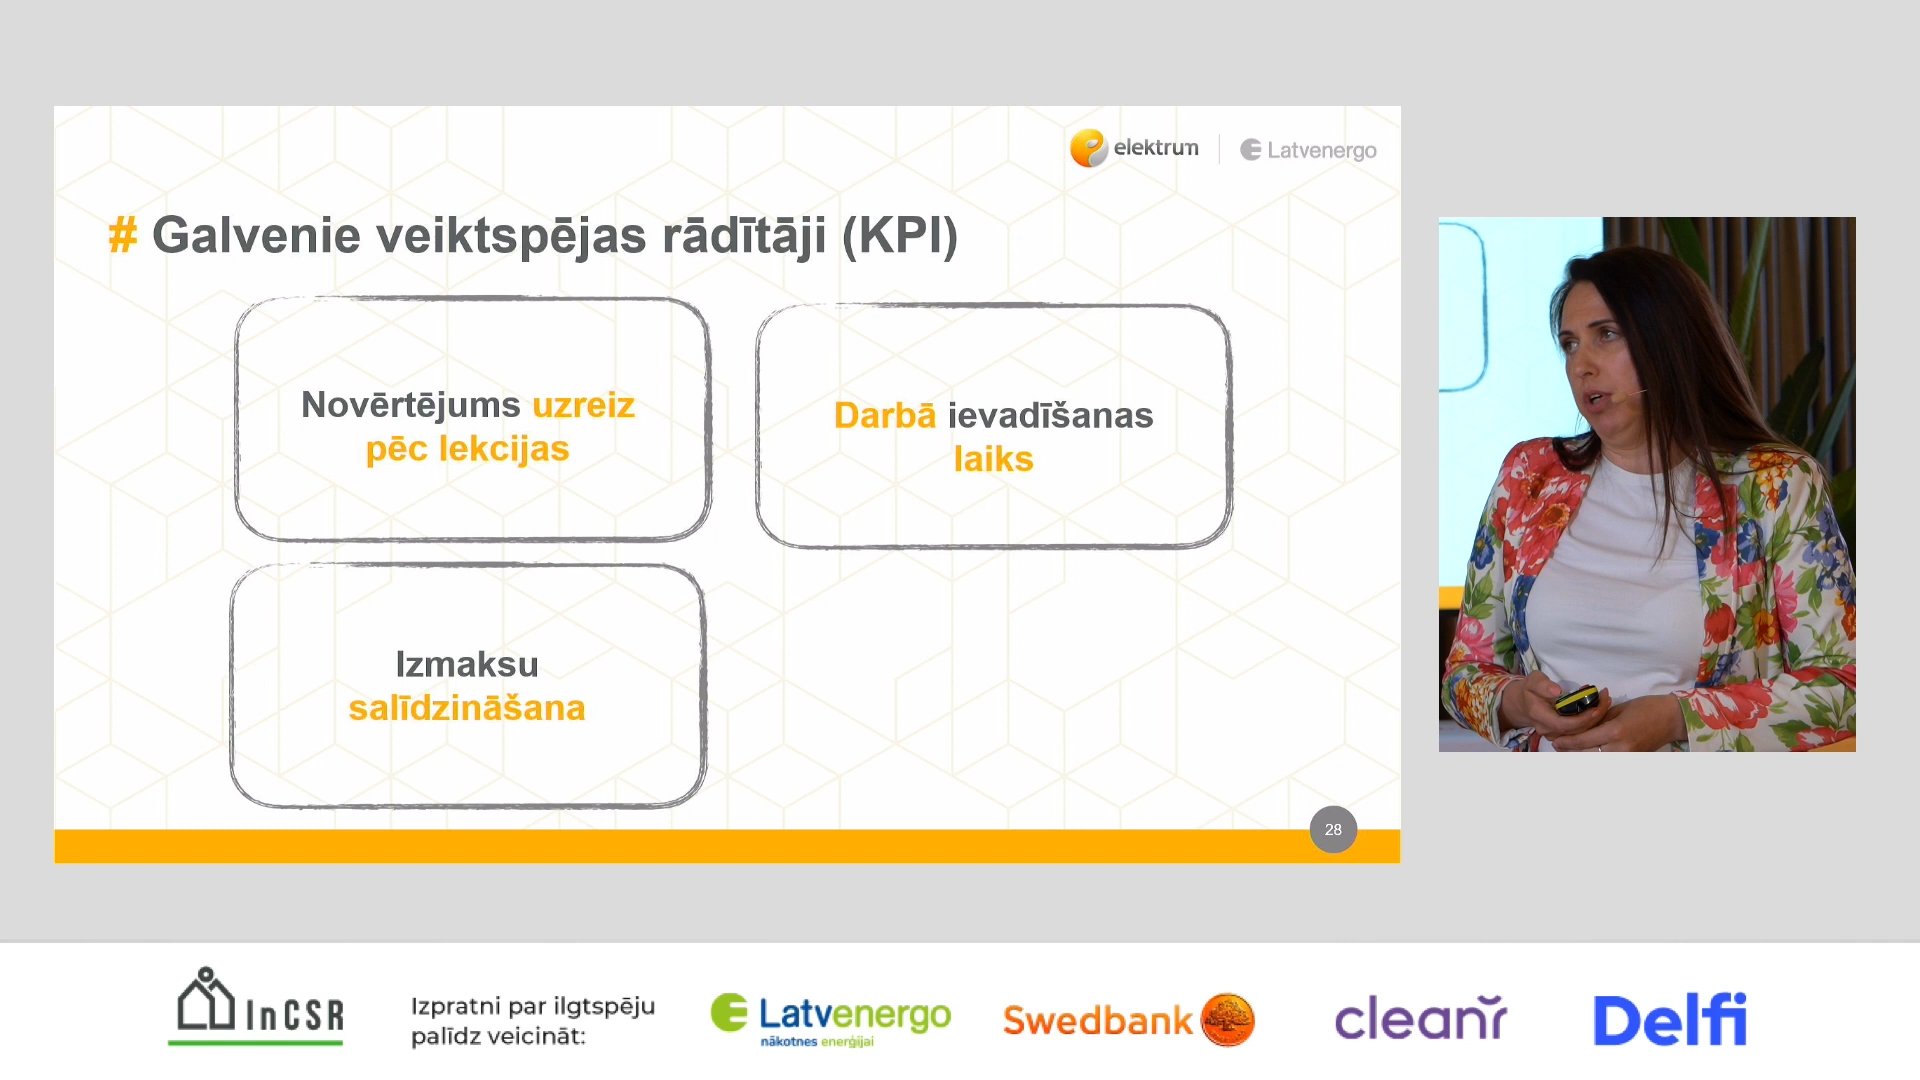 elektrum
Latvenergo
# Galvenie veiktspējas rādītāji (KPI)
Novērtējums uzreiz
pēc lekcijas
Darbā ievadīšanas
laiks
Izmaksu
salīdzināšana
28
InCSR
Izpratni par ilgtspēju
palīdz veicināt:
Latvenergo
nākotnes enerģijai
Swedbank
cleanr
Delfi